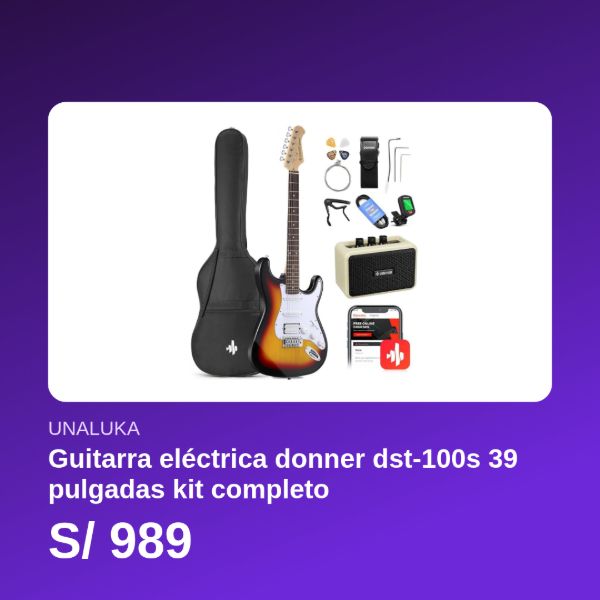 UNALUKA
Guitarra eléctrica donner dst-100s 39
pulgadas kit completo
S/ 989